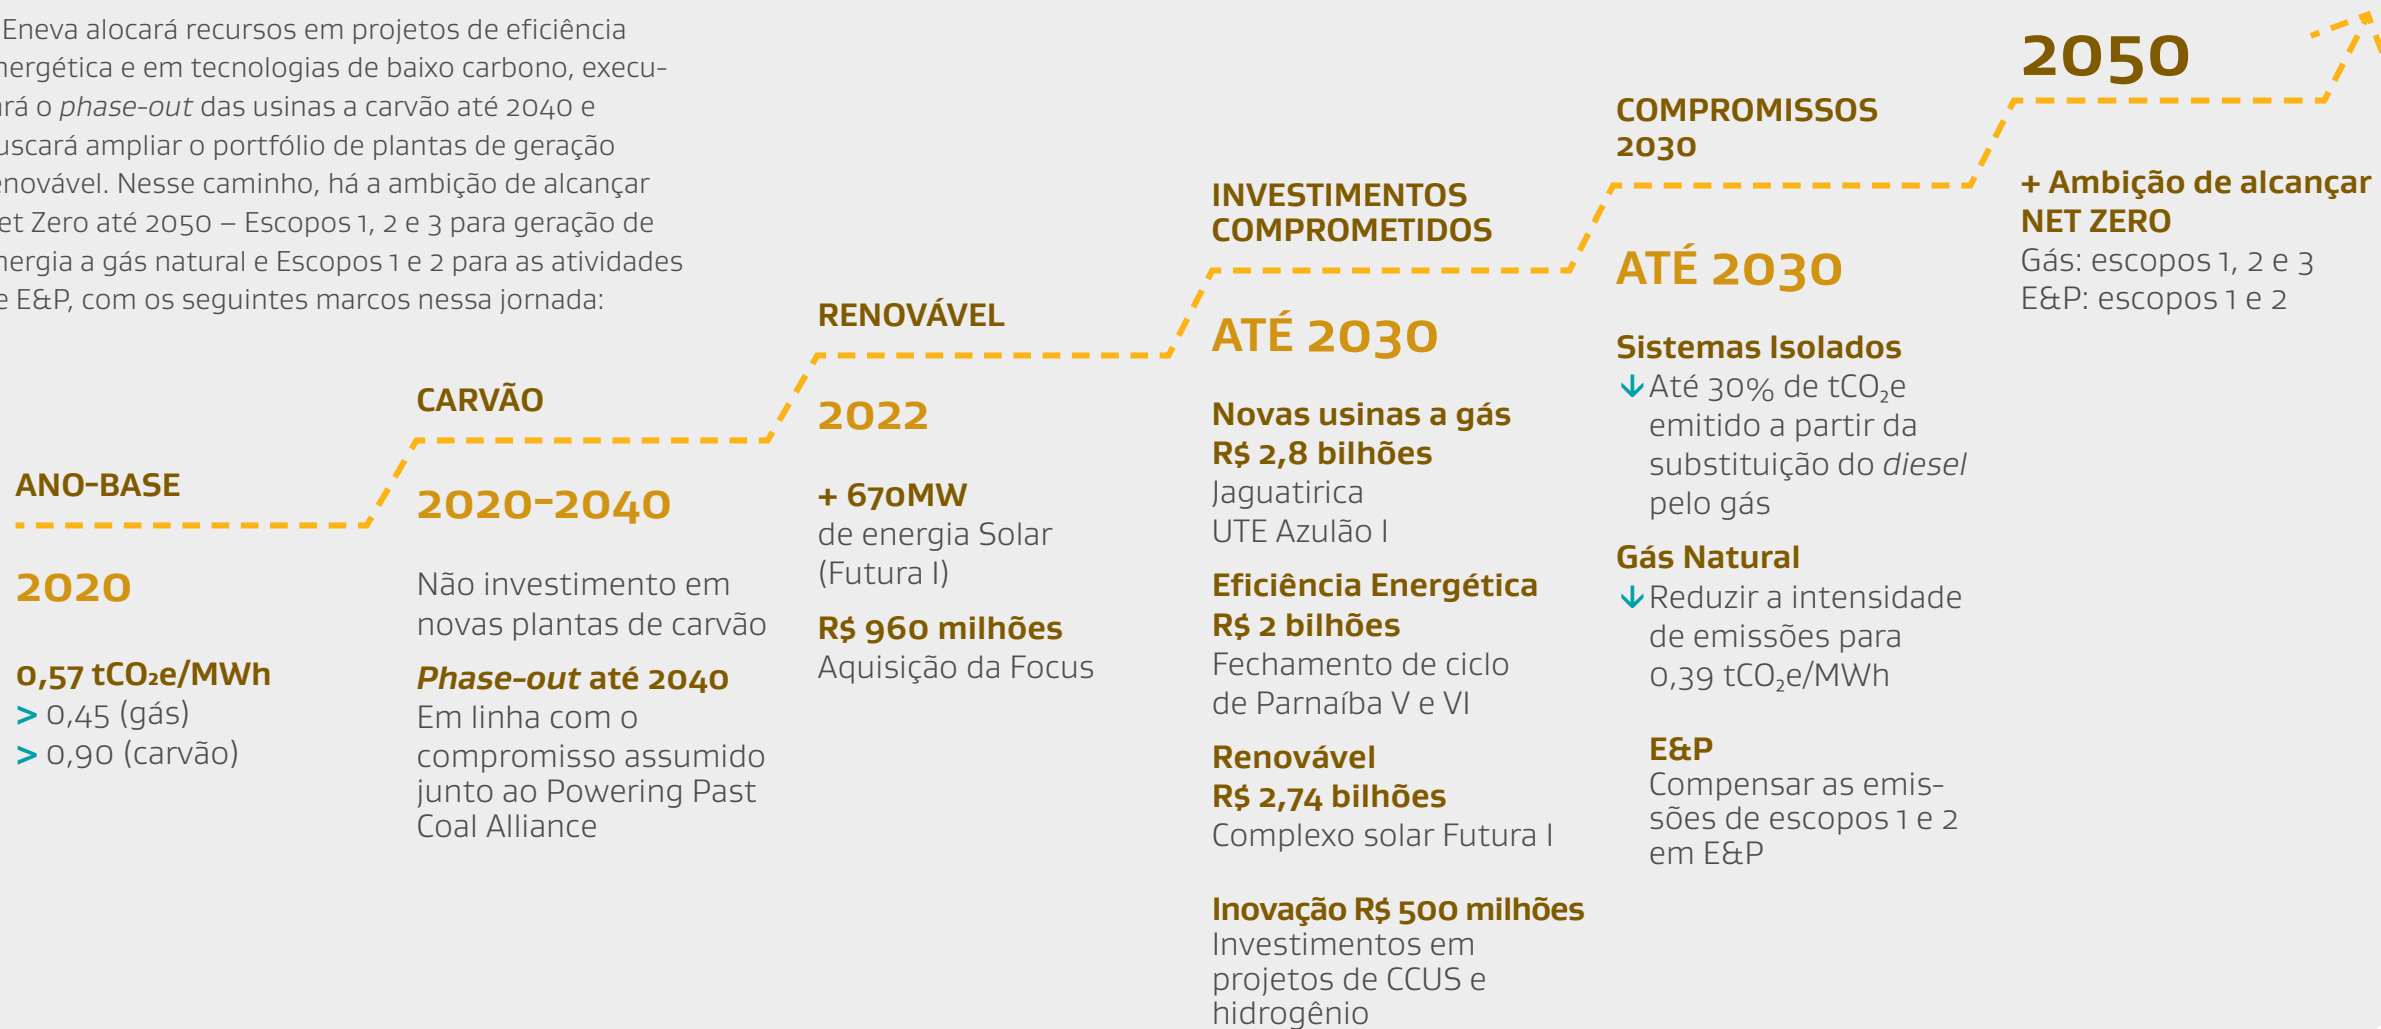 Eneva alocará recursos em projetos de eficiência
nergética e em tecnologias de baixo carbono, execu-
ará o phase-out das usinas a carvão até 2040 e
uscará ampliar o portfólio de plantas de geração
enovável. Nesse caminho, há a ambição de alcançar
et Zero até 2050 – Escopos 1, 2 e 3 para geração de
nergia a gás natural e Escopos 1 e 2 para as atividades
e E&P, com os seguintes marcos nessa jornada:
ANO-BASE
2020
0,57 tCO₂e/MWh
> 0,45 (gás)
> 0,90 (carvão)
CARVÃO
2020-2040
Não investimento em
novas plantas de carvão
Phase-out até 2040
Em linha com o
compromisso assumido
junto ao Powering Past
Coal Alliance
RENOVÁVEL
2022
+ 670MW
de energia Solar
(Futura I)
R$ 960 milhões
Aquisição da Focus
INVESTIMENTOS
COMPROMETIDOS
ATÉ 2030
Novas usinas a gás
R$ 2,8 bilhões
Jaguatirica
UTE Azulão I
Eficiência Energética
R$ 2 bilhões
Fechamento de ciclo
de Parnaíba V e VI
Renovável
R$ 2,74 bilhões
Complexo solar Futura I
Inovação R$ 500 milhões
Investimentos em
projetos de CCUS e
hidrogênio
COMPROMISSOS
2030
ATÉ 2030
Sistemas Isolados
↓ Até 30% de tCO₂e
emitido a partir da
substituição do diesel
pelo gás
Gás Natural
↓ Reduzir a intensidade
de emissões para
0,39 tCO₂e/MWh
E&P
Compensar as emis-
sões de escopos 1 e 2
em E&P
2050
+ Ambição de alcançar
NET ZERO
Gás: escopos 1, 2 e 3
E&P: escopos 1 e 2